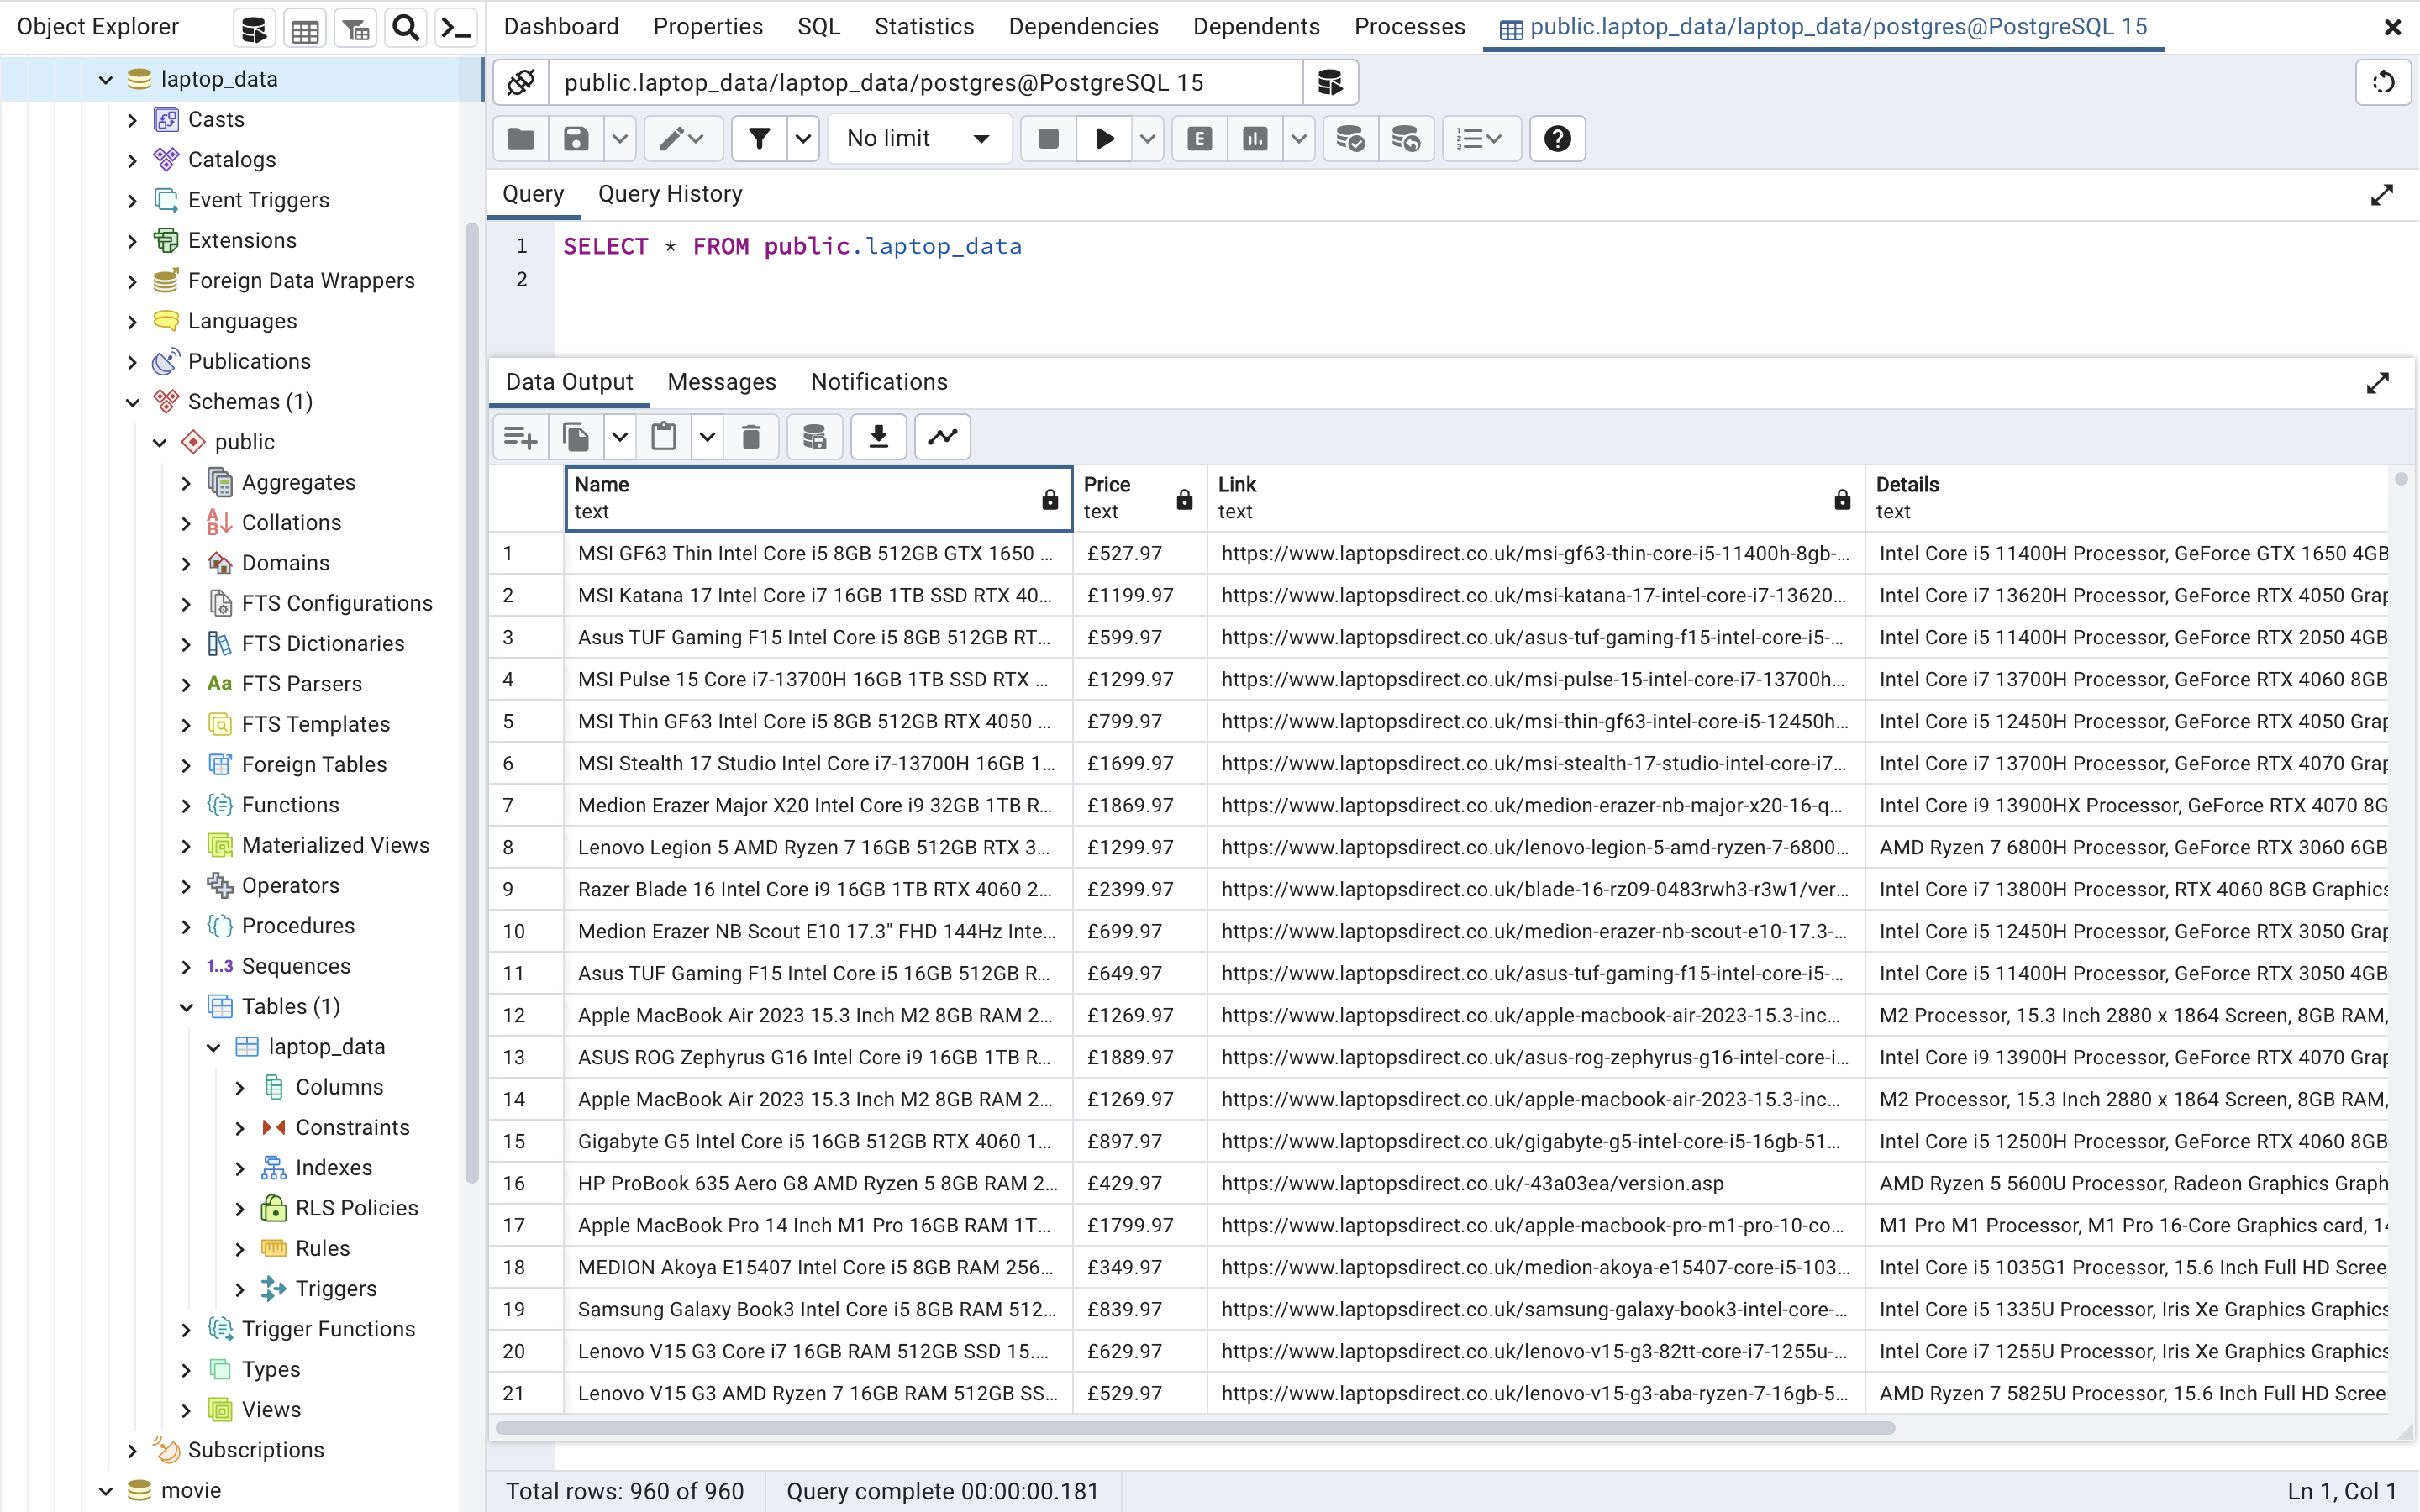 Object Explorer
Dashboard Properties SQL Statistics Dependencies Dependents Processes public.laptop_data/laptop_data/postgres@PostgreSQL 15
laptop_data
Casts
Catalogs
Event Triggers
Extensions
Foreign Data Wrappers
Languages
Publications
Schemas (1)
public
Aggregates
Collations
Domains
FTS Configurations
FTS Dictionaries
Aa FTS Parsers
FTS Templates
Foreign Tables
Functions
Materialized Views
Operators
Procedures
1..3 Sequences
Tables (1)
laptop_data
Columns
Constraints
Indexes
RLS Policies
Rules
Triggers
Trigger Functions
Types
Views
Subscriptions
movie
public.laptop_data/laptop_data/postgres@PostgreSQL 15
No limit
E
Query Query History
1 SELECT * FROM public.laptop_data
2
Data Output Messages Notifications
Name Price Link Details
text text text text
1 MSI GF63 Thin Intel Core i5 8GB 512GB GTX 1650 ... £527.97 https://www.laptopsdirect.co.uk/msi-gf63-thin-core-i5-11400h-8gb-... Intel Core i5 11400H Processor, GeForce GTX 1650 4GB
2 MSI Katana 17 Intel Core i7 16GB 1TB SSD RTX 40... £1199.97 https://www.laptopsdirect.co.uk/msi-katana-17-intel-core-i7-13620... Intel Core i7 13620H Processor, GeForce RTX 4050 Grap
3 Asus TUF Gaming F15 Intel Core i5 8GB 512GB RT... £599.97 https://www.laptopsdirect.co.uk/asus-tuf-gaming-f15-intel-core-i5-... Intel Core i5 11400H Processor, GeForce RTX 2050 4GB
4 MSI Pulse 15 Core i7-13700H 16GB 1TB SSD RTX ... £1299.97 https://www.laptopsdirect.co.uk/msi-pulse-15-intel-core-i7-13700h... Intel Core i7 13700H Processor, GeForce RTX 4060 8GB
5 MSI Thin GF63 Intel Core i5 8GB 512GB RTX 4050 ... £799.97 https://www.laptopsdirect.co.uk/msi-thin-gf63-intel-core-i5-12450h... Intel Core i5 12450H Processor, GeForce RTX 4050 Grap
6 MSI Stealth 17 Studio Intel Core i7-13700H 16GB 1... £1699.97 https://www.laptopsdirect.co.uk/msi-stealth-17-studio-intel-core-i7... Intel Core i7 13700H Processor, GeForce RTX 4070 Grap
7 Medion Erazer Major X20 Intel Core i9 32GB 1TB R... £1869.97 https://www.laptopsdirect.co.uk/medion-erazer-nb-major-x20-16-q... Intel Core i9 13900HX Processor, GeForce RTX 4070 8G
8 Lenovo Legion 5 AMD Ryzen 7 16GB 512GB RTX 3... £1299.97 https://www.laptopsdirect.co.uk/lenovo-legion-5-amd-ryzen-7-6800... AMD Ryzen 7 6800H Processor, GeForce RTX 3060 6GB
9 Razer Blade 16 Intel Core i9 16GB 1TB RTX 4060 2... £2399.97 https://www.laptopsdirect.co.uk/blade-16-rz09-0483rwh3-r3w1/ver... Intel Core i7 13800H Processor, RTX 4060 8GB Graphics
10 Medion Erazer NB Scout E10 17.3" FHD 144Hz Inte... £699.97 https://www.laptopsdirect.co.uk/medion-erazer-nb-scout-e10-17.3-... Intel Core i5 12450H Processor, GeForce RTX 3050 Grap
11 Asus TUF Gaming F15 Intel Core i5 16GB 512GB R... £649.97 https://www.laptopsdirect.co.uk/asus-tuf-gaming-f15-intel-core-i5-... Intel Core i5 11400H Processor, GeForce RTX 3050 4GB
12 Apple MacBook Air 2023 15.3 Inch M2 8GB RAM 2... £1269.97 https://www.laptopsdirect.co.uk/apple-macbook-air-2023-15.3-inc... M2 Processor, 15.3 Inch 2880 x 1864 Screen, 8GB RAM,
13 ASUS ROG Zephyrus G16 Intel Core i9 16GB 1TB R... £1889.97 https://www.laptopsdirect.co.uk/asus-rog-zephyrus-g16-intel-core-i... Intel Core i9 13900H Processor, GeForce RTX 4070 Grap
14 Apple MacBook Air 2023 15.3 Inch M2 8GB RAM 2... £1269.97 https://www.laptopsdirect.co.uk/apple-macbook-air-2023-15.3-inc... M2 Processor, 15.3 Inch 2880 x 1864 Screen, 8GB RAM,
15 Gigabyte G5 Intel Core i5 16GB 512GB RTX 4060 1... £897.97 https://www.laptopsdirect.co.uk/gigabyte-g5-intel-core-i5-16gb-51... Intel Core i5 12500H Processor, GeForce RTX 4060 8GB
16 HP ProBook 635 Aero G8 AMD Ryzen 5 8GB RAM 2... £429.97 https://www.laptopsdirect.co.uk/-43a03ea/version.asp AMD Ryzen 5 5600U Processor, Radeon Graphics Graph
17 Apple MacBook Pro 14 Inch M1 Pro 16GB RAM 1T... £1799.97 https://www.laptopsdirect.co.uk/apple-macbook-pro-m1-pro-10-co... M1 Pro M1 Processor, M1 Pro 16-Core Graphics card, 14
18 MEDION Akoya E15407 Intel Core i5 8GB RAM 256... £349.97 https://www.laptopsdirect.co.uk/medion-akoya-e15407-core-i5-103... Intel Core i5 1035G1 Processor, 15.6 Inch Full HD Scree
19 Samsung Galaxy Book3 Intel Core i5 8GB RAM 512... £839.97 https://www.laptopsdirect.co.uk/samsung-galaxy-book3-intel-core-... Intel Core i5 1335U Processor, Iris Xe Graphics Graphics
20 Lenovo V15 G3 Core i7 16GB RAM 512GB SSD 15.... £629.97 https://www.laptopsdirect.co.uk/lenovo-v15-g3-82tt-core-i7-1255u-... Intel Core i7 1255U Processor, Iris Xe Graphics Graphics
21 Lenovo V15 G3 AMD Ryzen 7 16GB RAM 512GB SS... £529.97 https://www.laptopsdirect.co.uk/lenovo-v15-g3-aba-ryzen-7-16gb-5... AMD Ryzen 7 5825U Processor, 15.6 Inch Full HD Scree
Total rows: 960 of 960 Query complete 00:00:00.181 Ln 1, Col 1